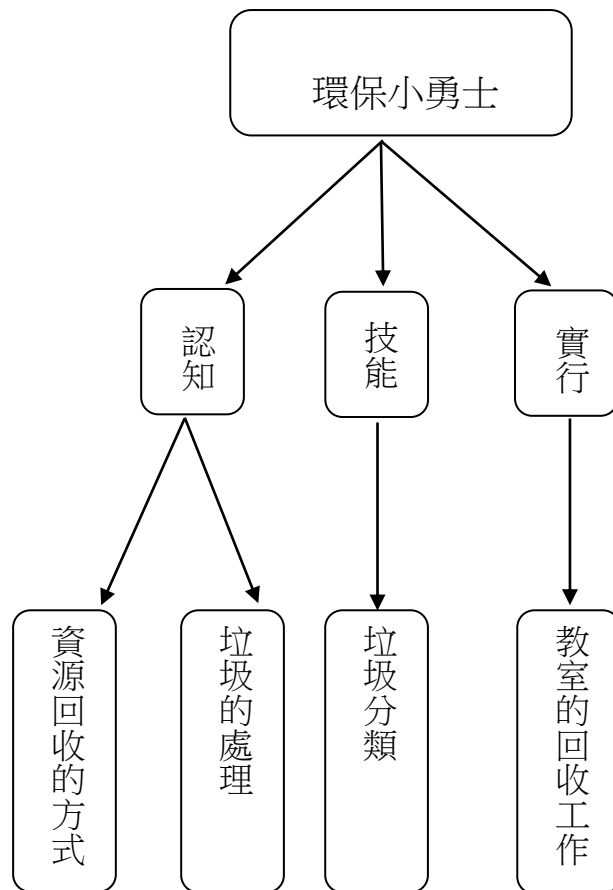 環保小勇士
認知
技能
實行
資源回收的方式
垃圾的處理
垃圾分類
教室的回收工作